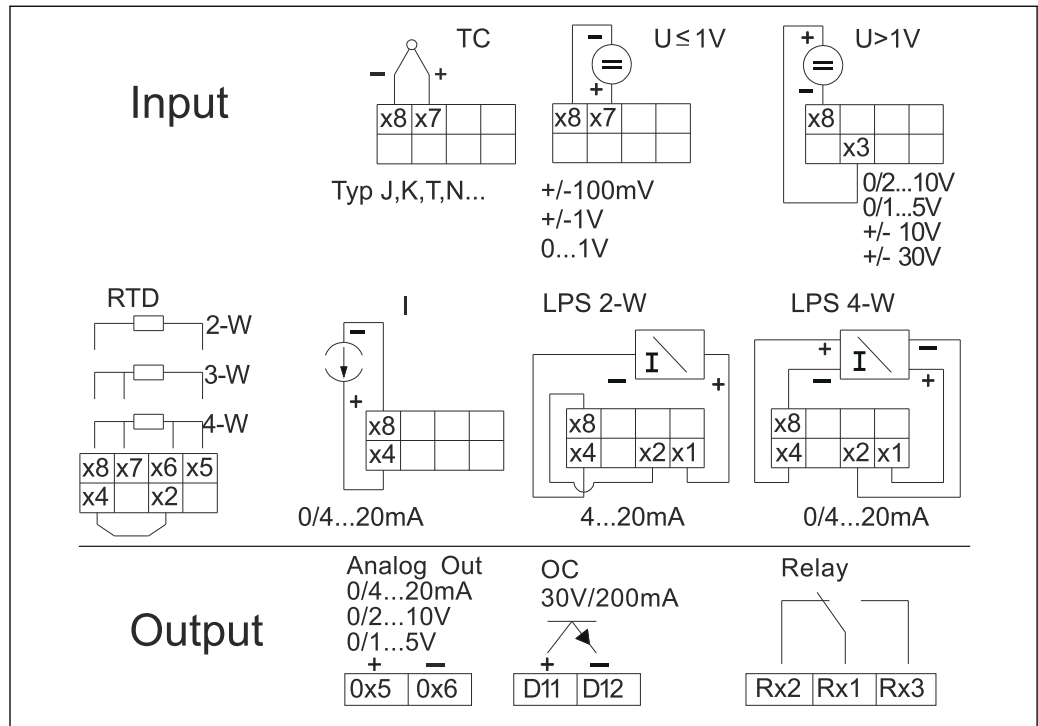 Input
TC
− +
x8 x7
Typ J,K,T,N...
U≤1V
−
+
x8 x7
+/-100mV
+/-1V
0...1V
U>1V
+
−
x8
x3
0/2...10V
0/1...5V
+/- 10V
+/- 30V
RTD
2-W
3-W
4-W
x8 x7 x6 x5
x4 x2
I
−
+
x8
x4
0/4...20mA
LPS 2-W
I
− +
x8
x4 x2 x1
4...20mA
LPS 4-W
+ −
I
− +
x8
x4 x2 x1
0/4...20mA
Output
Analog Out
0/4...20mA
0/2...10V
0/1...5V
+ −
0x5 0x6
OC
30V/200mA
+ −
D11 D12
Relay
Rx2 Rx1 Rx3